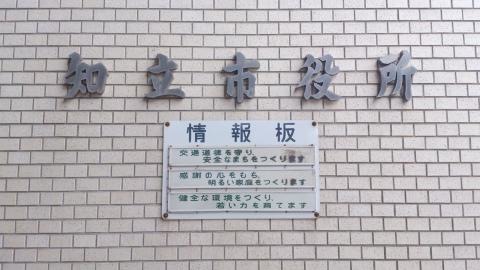 知立市役所
情報板
交通道徳を守り、
安全なまちをつくります
感謝の心をもち、
明るい家庭をつくります
健全な環境をつくり、
若い力を育てます